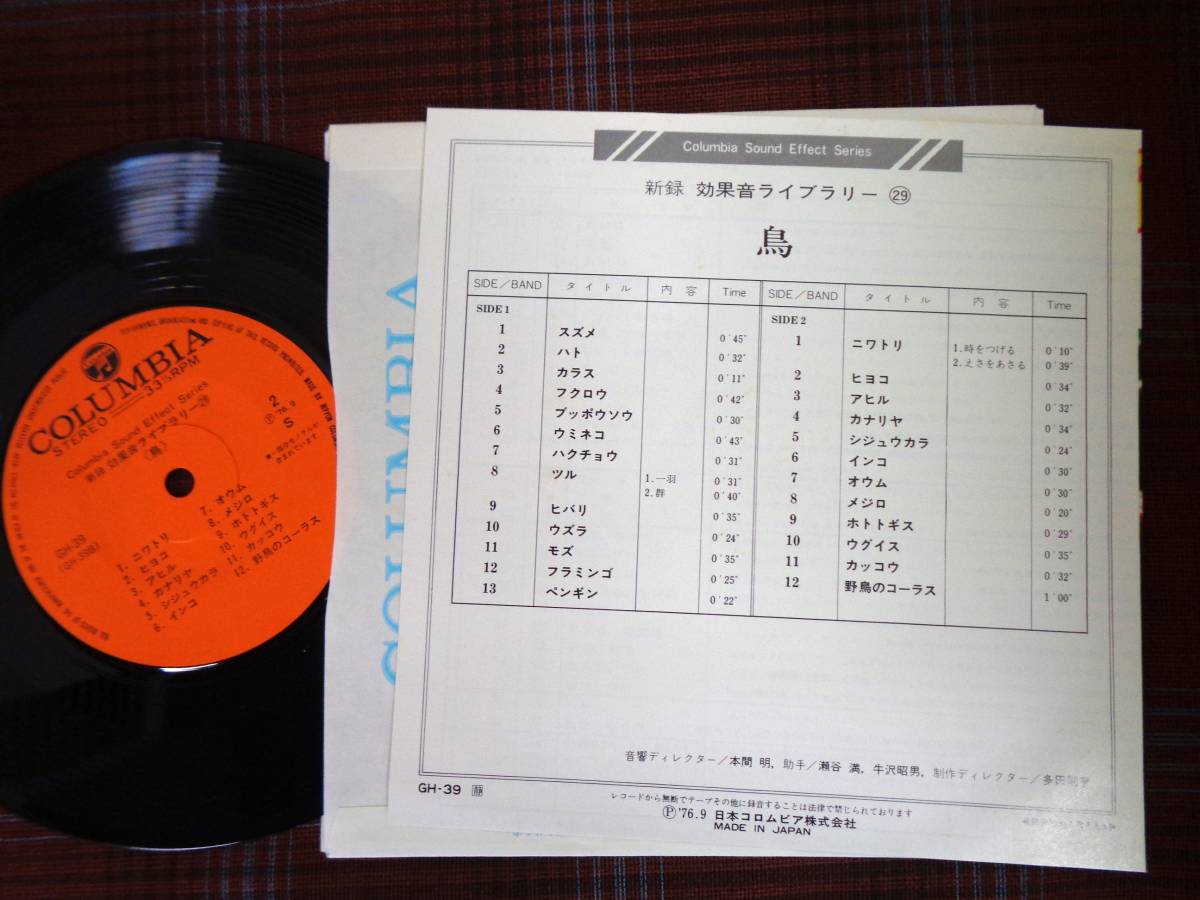 Columbia Sound Effect Series
新録 効果音ライブラリー ㉙
鳥
SIDE/BAND タイトル 内容 Time
SIDE 1
1 スズメ 0'45"
2 ハト 0'32"
3 カラス 0'11"
4 フクロウ 0'42"
5 ブッポウソウ 0'30"
6 ウミネコ 0'43"
7 ハクチョウ 0'31"
8 ツル 1.一羽 0'31"
2.群 0'40"
9 ヒバリ 0'35"
10 ウズラ 0'24"
11 モズ 0'35"
12 フラミンゴ 0'25"
13 ペンギン 0'22"
SIDE/BAND タイトル 内容 Time
SIDE 2
1 ニワトリ 1.時をつげる 0'10"
2.えさをあさる 0'39"
2 ヒヨコ 0'34"
3 アヒル 0'32"
4 カナリヤ 0'34"
5 シジュウカラ 0'24"
6 インコ 0'30"
7 オウム 0'30"
8 メジロ 0'20"
9 ホトトギス 0'29"
10 ウグイス 0'35"
11 カッコウ 0'32"
12 野鳥のコーラス 1'00"
音響ディレクター/本間 明, 助手/瀬谷 満, 牛沢昭男, 制作ディレクター/多田
GH-39
レコードから無断でテープその他に録音することは法律で禁じられております
Ⓟ'76.9 日本コロムビア株式会社
MADE IN JAPAN
COLUMBIA
COLUMBIA
STEREO 33⅓RPM
Columbia Sound Effect Series
新録 効果音ライブラリー㉙
(鳥)
2
Ⓟ'76.9
S
GH-39
1. ニワトリ
2. ヒヨコ
3. アヒル
4. カナリヤ
5. シジュウカラ
6. インコ
7. オウム
8. メジロ
9. ホトトギス
10. ウグイス
11. カッコウ
12. 野鳥のコーラス